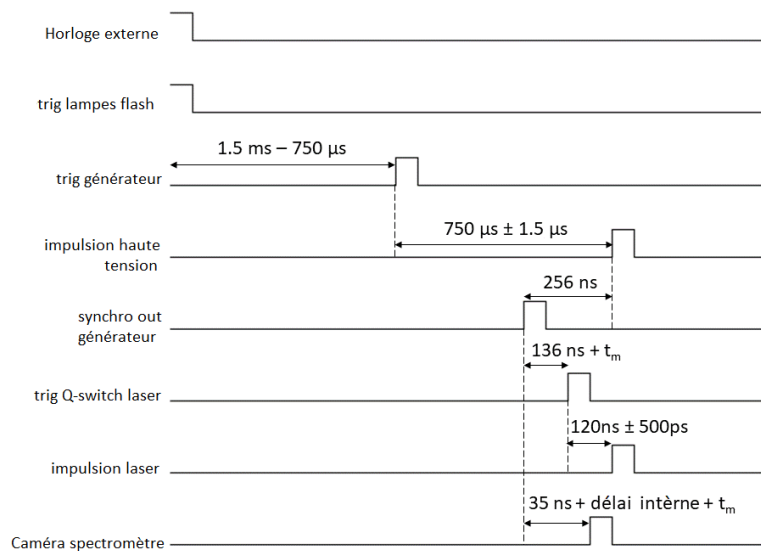 Horloge externe
trig lampes flash
1.5 ms – 750 µs
trig générateur
750 µs ± 1.5 µs
impulsion haute
tension
256 ns
synchro out
générateur
136 ns + tm
trig Q-switch laser
120ns ± 500ps
impulsion laser
35 ns + délai intèrne + tm
Caméra spectromètre